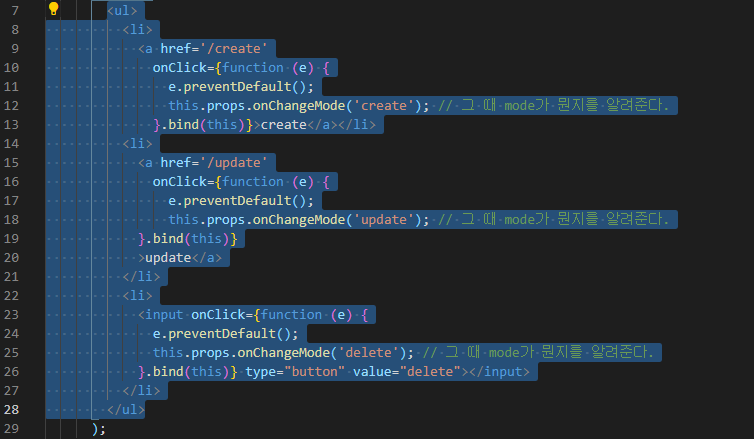 7 <ul>
8 <li>
9 <a href='/create'
10 onClick={function (e) {
11 e.preventDefault();
12 this.props.onChangeMode('create'); // 그 때 mode가 뭔지를 알려준다.
13 }.bind(this)}>create</a></li>
14 <li>
15 <a href='/update'
16 onClick={function (e) {
17 e.preventDefault();
18 this.props.onChangeMode('update'); // 그 때 mode가 뭔지를 알려준다.
19 }.bind(this)}
20 >update</a>
21 </li>
22 <li>
23 <input onClick={function (e) {
24 e.preventDefault();
25 this.props.onChangeMode('delete'); // 그 때 mode가 뭔지를 알려준다.
26 }.bind(this)} type="button" value="delete"></input>
27 </li>
28 </ul>
29 );